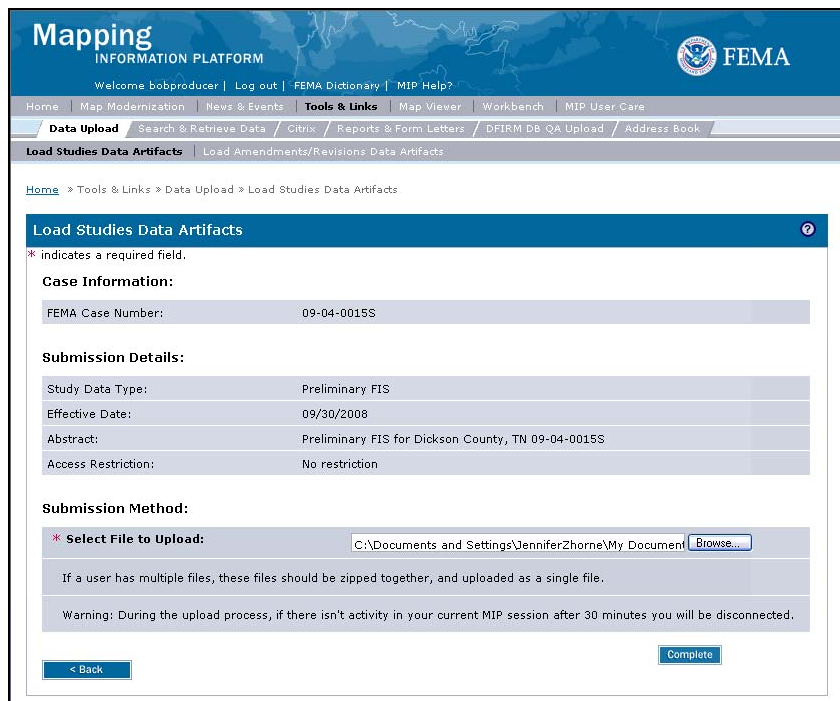 Mapping
INFORMATION PLATFORM
FEMA
Welcome bobproducer | Log out | FEMA Dictionary | MIP Help?
Home | Map Modernization | News & Events | Tools & Links | Map Viewer | Workbench | MIP User Care
Data Upload / Search & Retrieve Data / Citrix / Reports & Form Letters / DFIRM DB QA Upload / Address Book
Load Studies Data Artifacts | Load Amendments/Revisions Data Artifacts
Home » Tools & Links » Data Upload » Load Studies Data Artifacts
Load Studies Data Artifacts ?
* indicates a required field.
Case Information:
FEMA Case Number: 09-04-0015S
Submission Details:
Study Data Type: Preliminary FIS
Effective Date: 09/30/2008
Abstract: Preliminary FIS for Dickson County, TN 09-04-0015S
Access Restriction: No restriction
Submission Method:
* Select File to Upload: C:\Documents and Settings\JenniferZhorne\My Document Browse...
If a user has multiple files, these files should be zipped together, and uploaded as a single file.
Warning: During the upload process, if there isn't activity in your current MIP session after 30 minutes you will be disconnected.
Complete
< Back